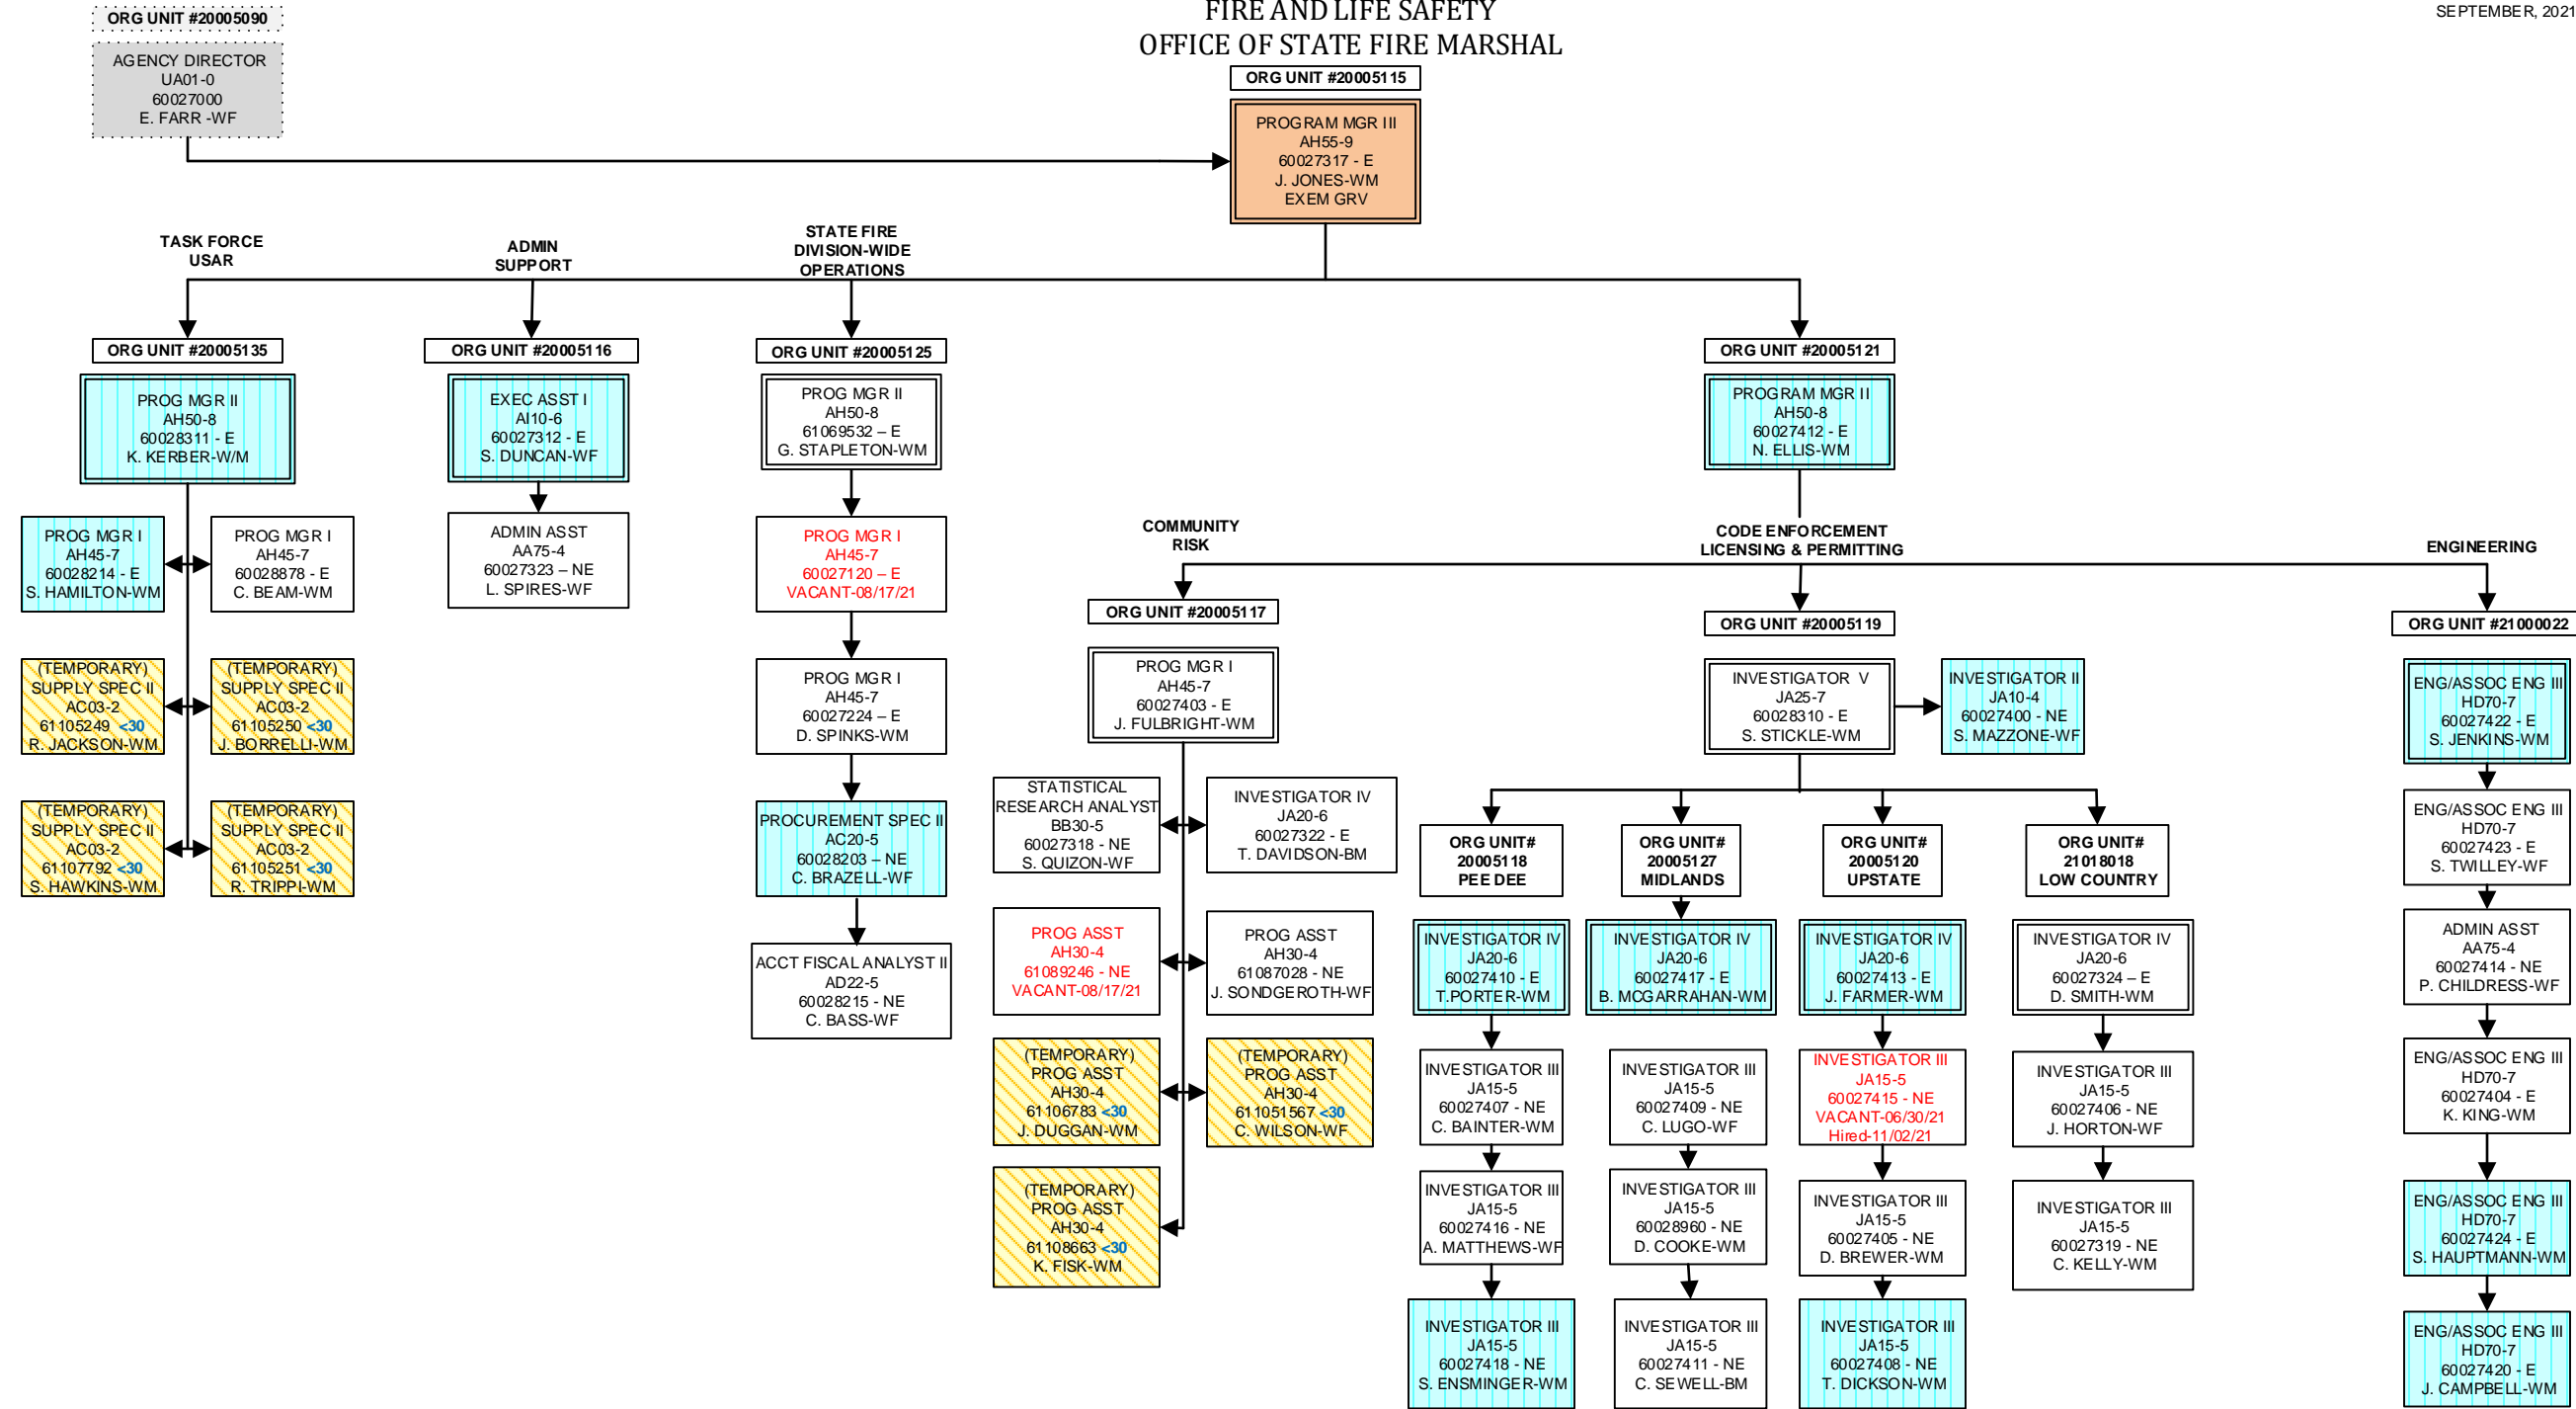 ORG UNIT #20005090
FIRE AND LIFE SAFETY
SEPTEMBER, 2021
OFFICE OF STATE FIRE MARSHAL
AGENCY DIRECTOR
UA01-0
60027000
E. FARR -WF
ORG UNIT #20005115
PROGRAM MGR III
AH55-9
60027317 - E
J. JONES-WM
EXEM GRV
TASK FORCE
USAR
ADMIN
SUPPORT
STATE FIRE
DIVISION-WIDE
OPERATIONS
ORG UNIT #20005135
PROG MGR II
AH50-8
60028311 - E
K. KERBER-W/M
PROG MGR I
AH45-7
60028214 - E
S. HAMILTON-WM
PROG MGR I
AH45-7
60028878 - E
C. BEAM-WM
(TEMPORARY)
SUPPLY SPEC II
AC03-2
61105249 <30
R. JACKSON-WM
(TEMPORARY)
SUPPLY SPEC II
AC03-2
61105250 <30
J. BORRELLI-WM
(TEMPORARY)
SUPPLY SPEC II
AC03-2
61107792 <30
S. HAWKINS-WM
(TEMPORARY)
SUPPLY SPEC II
AC03-2
61105251 <30
R. TRIPPI-WM
ORG UNIT #20005116
EXEC ASST I
AI10-6
60027312 - E
S. DUNCAN-WF
ADMIN ASST
AA75-4
60027323 – NE
L. SPIRES-WF
ORG UNIT #20005125
PROG MGR II
AH50-8
61069532 – E
G. STAPLETON-WM
PROG MGR I
AH45-7
60027120 – E
VACANT-08/17/21
PROG MGR I
AH45-7
60027224 – E
D. SPINKS-WM
PROCUREMENT SPEC II
AC20-5
60028203 – NE
C. BRAZELL-WF
ACCT FISCAL ANALYST II
AD22-5
60028215 - NE
C. BASS-WF
ORG UNIT #20005121
PROGRAM MGR II
AH50-8
60027412 - E
N. ELLIS-WM
COMMUNITY
RISK
CODE ENFORCEMENT
LICENSING & PERMITTING
ENGINEERING
ORG UNIT #20005117
PROG MGR I
AH45-7
60027403 - E
J. FULBRIGHT-WM
STATISTICAL
RESEARCH ANALYST
BB30-5
60027318 - NE
S. QUIZON-WF
INVESTIGATOR IV
JA20-6
60027322 - E
T. DAVIDSON-BM
PROG ASST
AH30-4
61089246 - NE
VACANT-08/17/21
PROG ASST
AH30-4
61087028 - NE
J. SONDGEROTH-WF
(TEMPORARY)
PROG ASST
AH30-4
61106783 <30
J. DUGGAN-WM
(TEMPORARY)
PROG ASST
AH30-4
611051567 <30
C. WILSON-WF
(TEMPORARY)
PROG ASST
AH30-4
61108663 <30
K. FISK-WM
ORG UNIT #20005119
INVESTIGATOR V
JA25-7
60028310 - E
S. STICKLE-WM
INVESTIGATOR II
JA10-4
60027400 - NE
S. MAZZONE-WF
ORG UNIT#
20005118
PEE DEE
INVESTIGATOR IV
JA20-6
60027410 - E
T.PORTER-WM
INVESTIGATOR III
JA15-5
60027407 - NE
C. BAINTER-WM
INVESTIGATOR III
JA15-5
60027416 - NE
A. MATTHEWS-WF
INVESTIGATOR III
JA15-5
60027418 - NE
S. ENSMINGER-WM
ORG UNIT#
20005127
MIDLANDS
INVESTIGATOR IV
JA20-6
60027417 - E
B. MCGARRAHAN-WM
INVESTIGATOR III
JA15-5
60027409 - NE
C. LUGO-WF
INVESTIGATOR III
JA15-5
60028960 - NE
D. COOKE-WM
INVESTIGATOR III
JA15-5
60027411 - NE
C. SEWELL-BM
ORG UNIT#
20005120
UPSTATE
INVESTIGATOR IV
JA20-6
60027413 - E
J. FARMER-WM
INVESTIGATOR III
JA15-5
60027415 - NE
VACANT-06/30/21
Hired-11/02/21
INVESTIGATOR III
JA15-5
60027405 - NE
D. BREWER-WM
INVESTIGATOR III
JA15-5
60027408 - NE
T. DICKSON-WM
ORG UNIT#
21018018
LOW COUNTRY
INVESTIGATOR IV
JA20-6
60027324 – E
D. SMITH-WM
INVESTIGATOR III
JA15-5
60027406 - NE
J. HORTON-WF
INVESTIGATOR III
JA15-5
60027319 - NE
C. KELLY-WM
ORG UNIT #21000022
ENG/ASSOC ENG III
HD70-7
60027422 - E
S. JENKINS-WM
ENG/ASSOC ENG III
HD70-7
60027423 - E
S. TWILLEY-WF
ADMIN ASST
AA75-4
60027414 - NE
P. CHILDRESS-WF
ENG/ASSOC ENG III
HD70-7
60027404 - E
K. KING-WM
ENG/ASSOC ENG III
HD70-7
60027424 - E
S. HAUPTMANN-WM
ENG/ASSOC ENG III
HD70-7
60027420 - E
J. CAMPBELL-WM